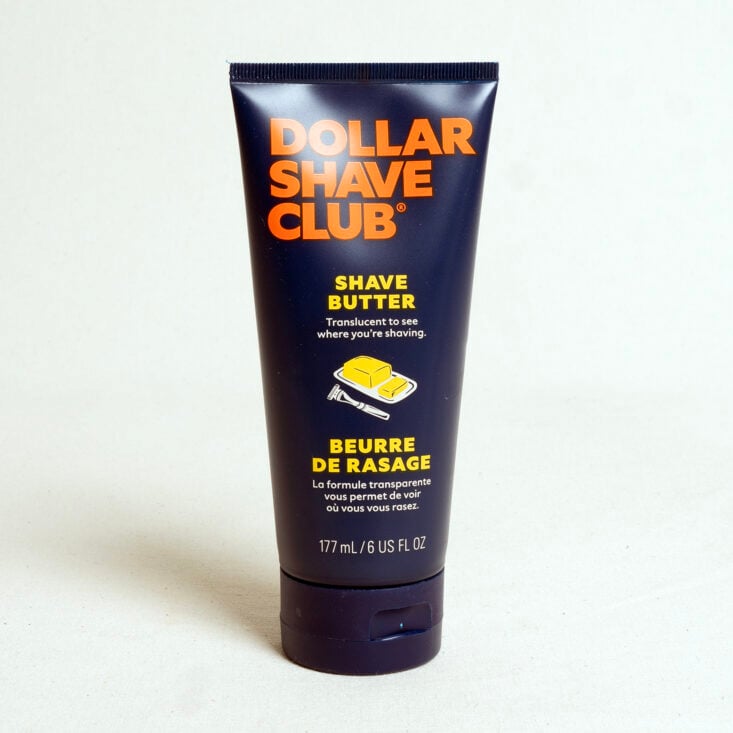 DOLLAR
SHAVE
CLUB®
SHAVE
BUTTER
Translucent to see
where you're shaving.
BEURRE
DE RASAGE
La formule transparente
vous permet de voir
où vous vous rasez.
177 mL / 6 US FL OZ